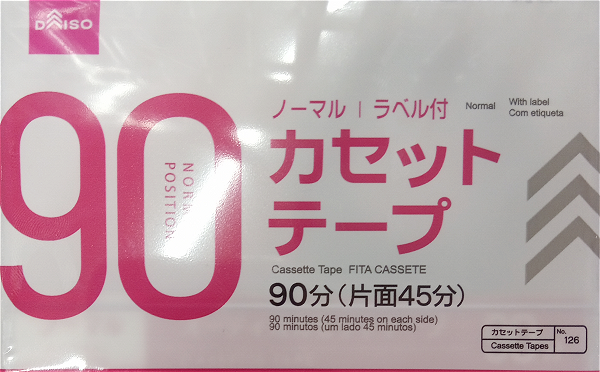 DAISO
90
NORMAL
POSITION
ノーマル | ラベル付
Normal
With label
Com etiqueta
カセット
テープ
Cassette Tape FITA CASSETE
90分(片面45分)
90 minutes (45 minutes on each side)
90 minutos (um lado 45 minutos)
カセットテープ
Cassette Tapes
No.
126